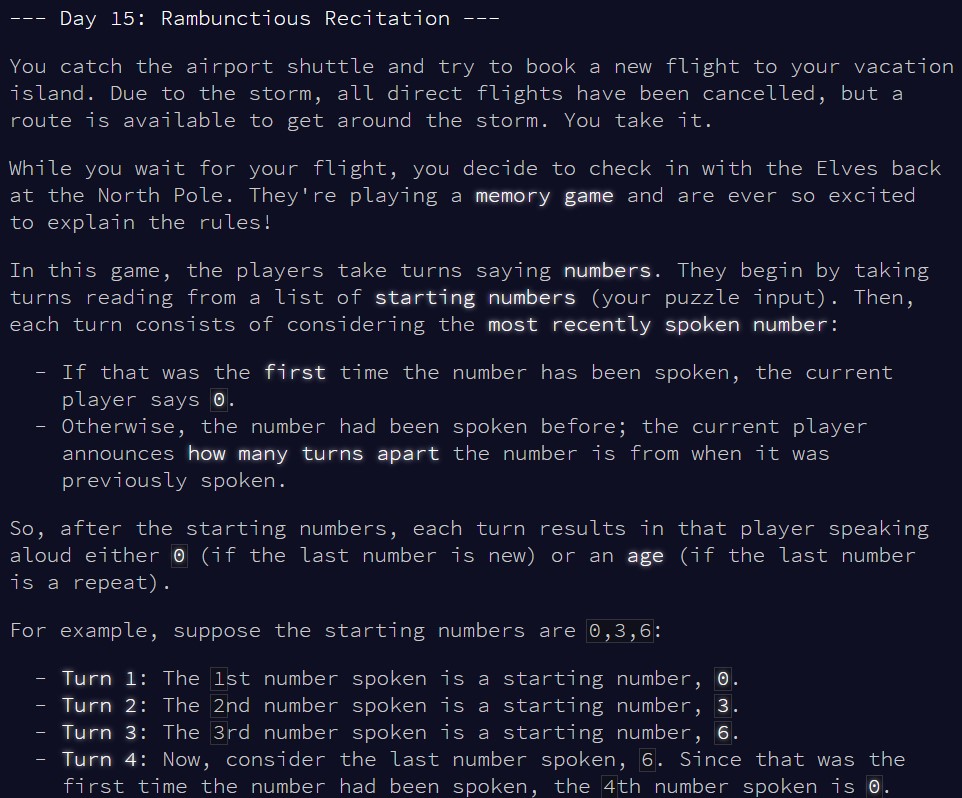 --- Day 15: Rambunctious Recitation ---
You catch the airport shuttle and try to book a new flight to your vacation
island. Due to the storm, all direct flights have been cancelled, but a
route is available to get around the storm. You take it.
While you wait for your flight, you decide to check in with the Elves back
at the North Pole. They're playing a memory game and are ever so excited
to explain the rules!
In this game, the players take turns saying numbers. They begin by taking
turns reading from a list of starting numbers (your puzzle input). Then,
each turn consists of considering the most recently spoken number:
- If that was the first time the number has been spoken, the current
player says 0.
- Otherwise, the number had been spoken before; the current player
announces how many turns apart the number is from when it was
previously spoken.
So, after the starting numbers, each turn results in that player speaking
aloud either 0 (if the last number is new) or an age (if the last number
is a repeat).
For example, suppose the starting numbers are 0,3,6:
- Turn 1: The 1st number spoken is a starting number, 0.
- Turn 2: The 2nd number spoken is a starting number, 3.
- Turn 3: The 3rd number spoken is a starting number, 6.
- Turn 4: Now, consider the last number spoken, 6. Since that was the
first time the number had been spoken, the 4th number spoken is 0.